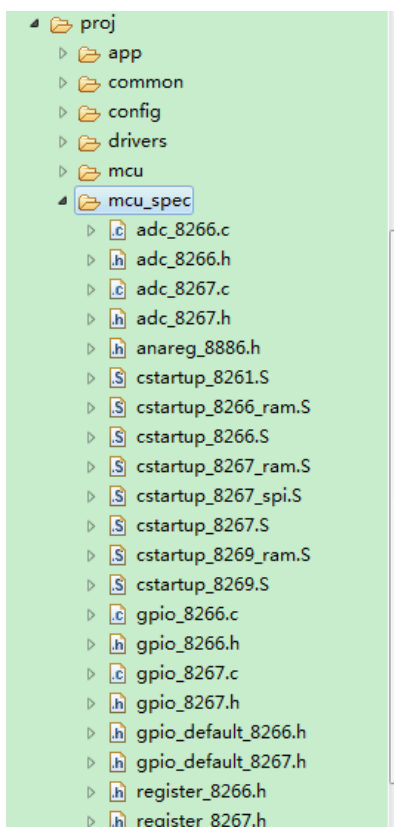 proj
app
common
config
drivers
mcu
mcu_spec
adc_8266.c
adc_8266.h
adc_8267.c
adc_8267.h
anareg_8886.h
cstartup_8261.S
cstartup_8266_ram.S
cstartup_8266.S
cstartup_8267_ram.S
cstartup_8267_spi.S
cstartup_8267.S
cstartup_8269_ram.S
cstartup_8269.S
gpio_8266.c
gpio_8266.h
gpio_8267.c
gpio_8267.h
gpio_default_8266.h
gpio_default_8267.h
register_8266.h
register_8267.h